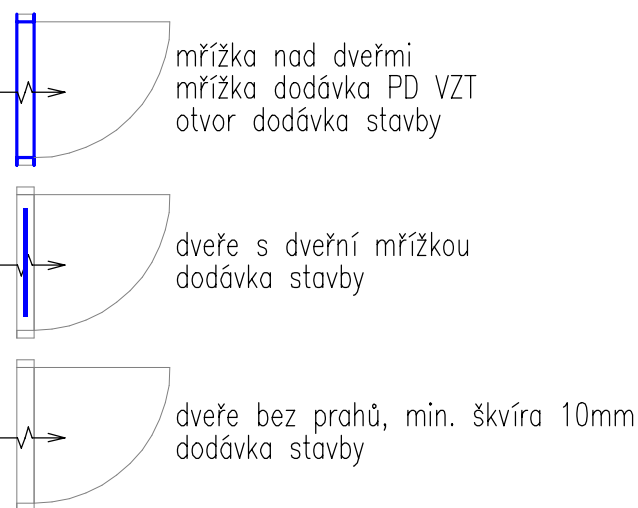 mřížka nad dveřmi
mřížka dodávka PD VZT
otvor dodávka stavby
dveře s dveřní mřížkou
dodávka stavby
dveře bez prahů, min. škvíra 10mm
dodávka stavby